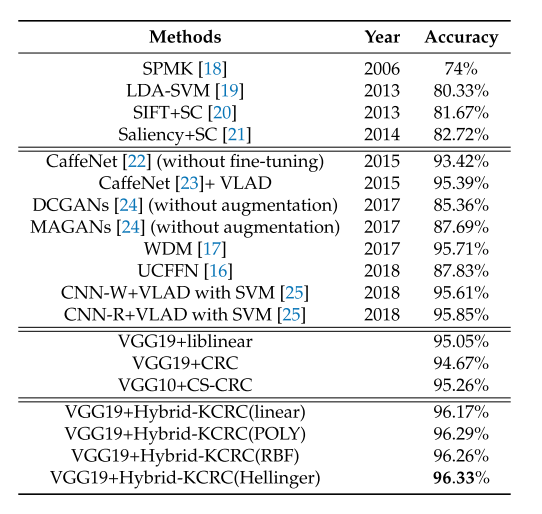 Methods Year Accuracy
SPMK [18] 2006 74%
LDA-SVM [19] 2013 80.33%
SIFT+SC [20] 2013 81.67%
Saliency+SC [21] 2014 82.72%
CaffeNet [22] (without fine-tuning) 2015 93.42%
CaffeNet [23]+ VLAD 2015 95.39%
DCGANs [24] (without augmentation) 2017 85.36%
MAGANs [24] (without augmentation) 2017 87.69%
WDM [17] 2017 95.71%
UCFFN [16] 2018 87.83%
CNN-W+VLAD with SVM [25] 2018 95.61%
CNN-R+VLAD with SVM [25] 2018 95.85%
VGG19+liblinear 95.05%
VGG19+CRC 94.67%
VGG10+CS-CRC 95.26%
VGG19+Hybrid-KCRC(linear) 96.17%
VGG19+Hybrid-KCRC(POLY) 96.29%
VGG19+Hybrid-KCRC(RBF) 96.26%
VGG19+Hybrid-KCRC(Hellinger) 96.33%